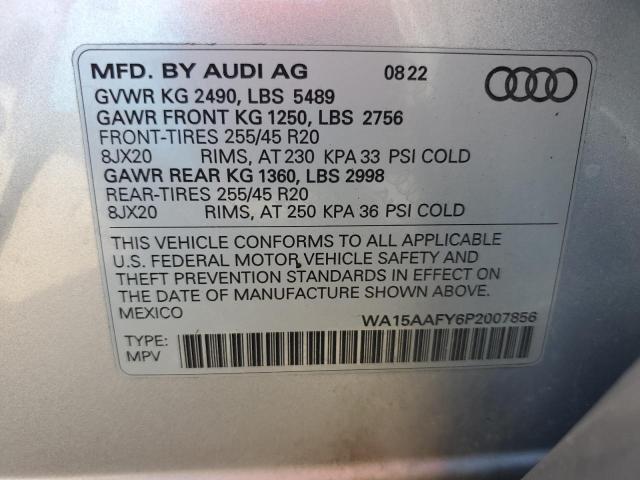 MFD. BY AUDI AG 08 22
GVWR KG 2490, LBS 5489
GAWR FRONT KG 1250, LBS 2756
FRONT-TIRES 255/45 R20
8JX20 RIMS, AT 230 KPA 33 PSI COLD
GAWR REAR KG 1360, LBS 2998
REAR-TIRES 255/45 R20
8JX20 RIMS, AT 250 KPA 36 PSI COLD
THIS VEHICLE CONFORMS TO ALL APPLICABLE
U.S. FEDERAL MOTOR VEHICLE SAFETY AND
THEFT PREVENTION STANDARDS IN EFFECT ON
THE DATE OF MANUFACTURE SHOWN ABOVE.
MEXICO WA15AAFY6P2007856
TYPE:
MPV